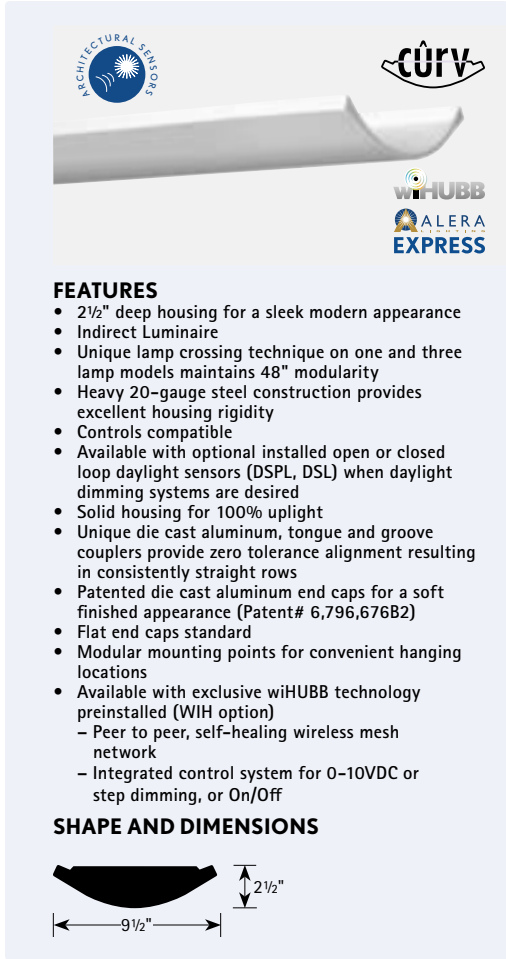 ARCHITECTURAL SENSORS
CÛRV
wiHUBB
ALERA
LIGHTING
EXPRESS
FEATURES
• 2½" deep housing for a sleek modern appearance
• Indirect Luminaire
• Unique lamp crossing technique on one and three
lamp models maintains 48" modularity
• Heavy 20-gauge steel construction provides
excellent housing rigidity
• Controls compatible
• Available with optional installed open or closed
loop daylight sensors (DSPL, DSL) when daylight
dimming systems are desired
• Solid housing for 100% uplight
• Unique die cast aluminum, tongue and groove
couplers provide zero tolerance alignment resulting
in consistently straight rows
• Patented die cast aluminum end caps for a soft
finished appearance (Patent# 6,796,676B2)
• Flat end caps standard
• Modular mounting points for convenient hanging
locations
• Available with exclusive wiHUBB technology
preinstalled (WIH option)
– Peer to peer, self-healing wireless mesh
network
– Integrated control system for 0-10VDC or
step dimming, or On/Off
SHAPE AND DIMENSIONS
2½"
9½"